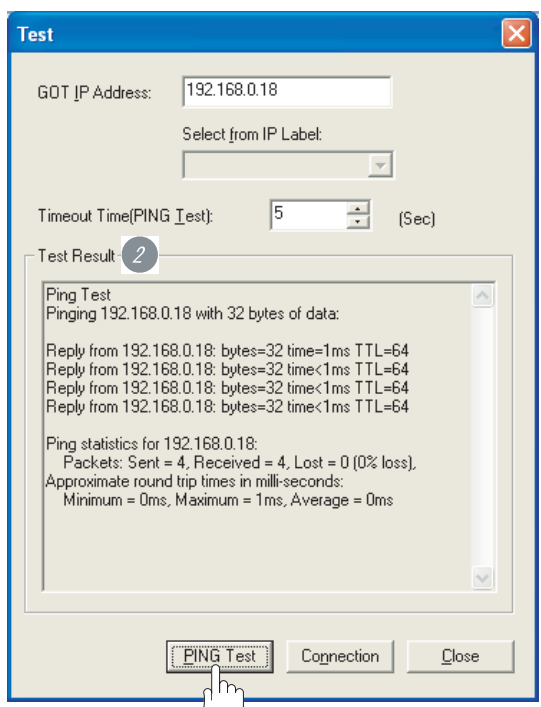 Test
GOT IP Address: 192.168.0.18
Select from IP Label:
Timeout Time(PING Test): 5 (Sec)
Test Result 2
Ping Test
Pinging 192.168.0.18 with 32 bytes of data:
Reply from 192.168.0.18: bytes=32 time=1ms TTL=64
Reply from 192.168.0.18: bytes=32 time<1ms TTL=64
Reply from 192.168.0.18: bytes=32 time<1ms TTL=64
Reply from 192.168.0.18: bytes=32 time<1ms TTL=64
Ping statistics for 192.168.0.18:
Packets: Sent = 4, Received = 4, Lost = 0 (0% loss),
Approximate round trip times in milli-seconds:
Minimum = 0ms, Maximum = 1ms, Average = 0ms
PING Test Connection Close